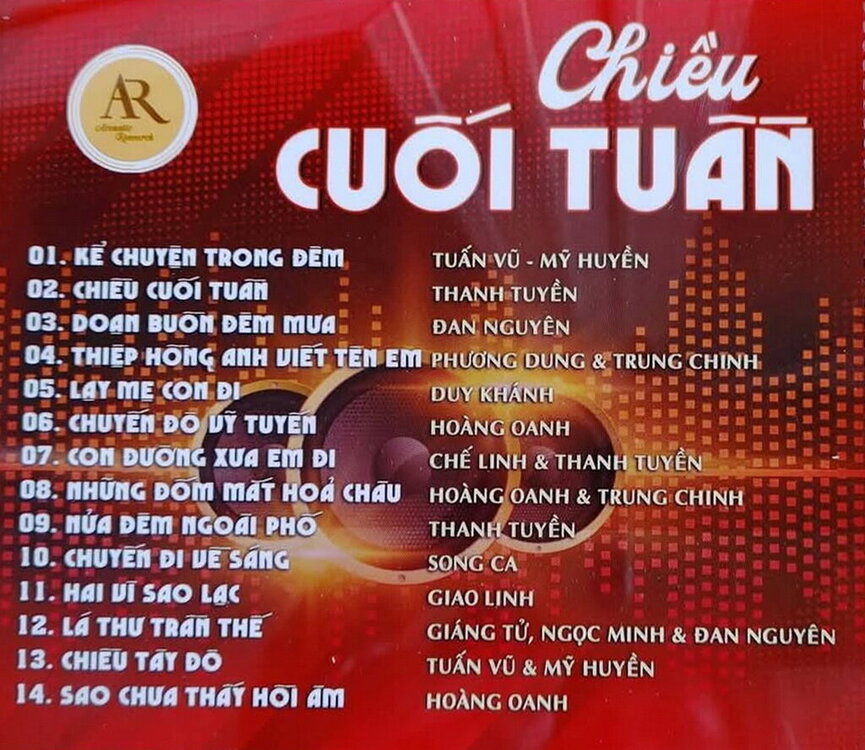 AR
Acoustic
Research
Chiều
CUỐI TUẦN
01. KỂ CHUYỆN TRONG ĐÊM TUẤN VŨ - MỸ HUYỀN
02. CHIỀU CUỐI TUẦN THANH TUYỀN
03. ĐOẠN BUỒN ĐÊM MƯA ĐAN NGUYÊN
04. THIỆP HỒNG ANH VIẾT TÊN EM PHƯƠNG DUNG & TRUNG CHỈNH
05. LẠY MẸ CON ĐI DUY KHÁNH
06. CHUYẾN ĐÒ VỸ TUYẾN HOÀNG OANH
07. CON ĐƯỜNG XƯA EM ĐI CHẾ LINH & THANH TUYỀN
08. NHỮNG ĐÓM MẮT HOẢ CHÂU HOÀNG OANH & TRUNG CHỈNH
09. NỬA ĐÊM NGOÀI PHỐ THANH TUYỀN
10. CHUYẾN ĐI VỀ SÁNG SONG CA
11. HAI VÌ SAO LẠC GIAO LINH
12. LÁ THƯ TRẦN THẾ GIÁNG TỬ, NGỌC MINH & ĐAN NGUYÊN
13. CHIỀU TÂY ĐÔ TUẤN VŨ & MỸ HUYỀN
14. SAO CHƯA THẤY HỒI ÂM HOÀNG OANH